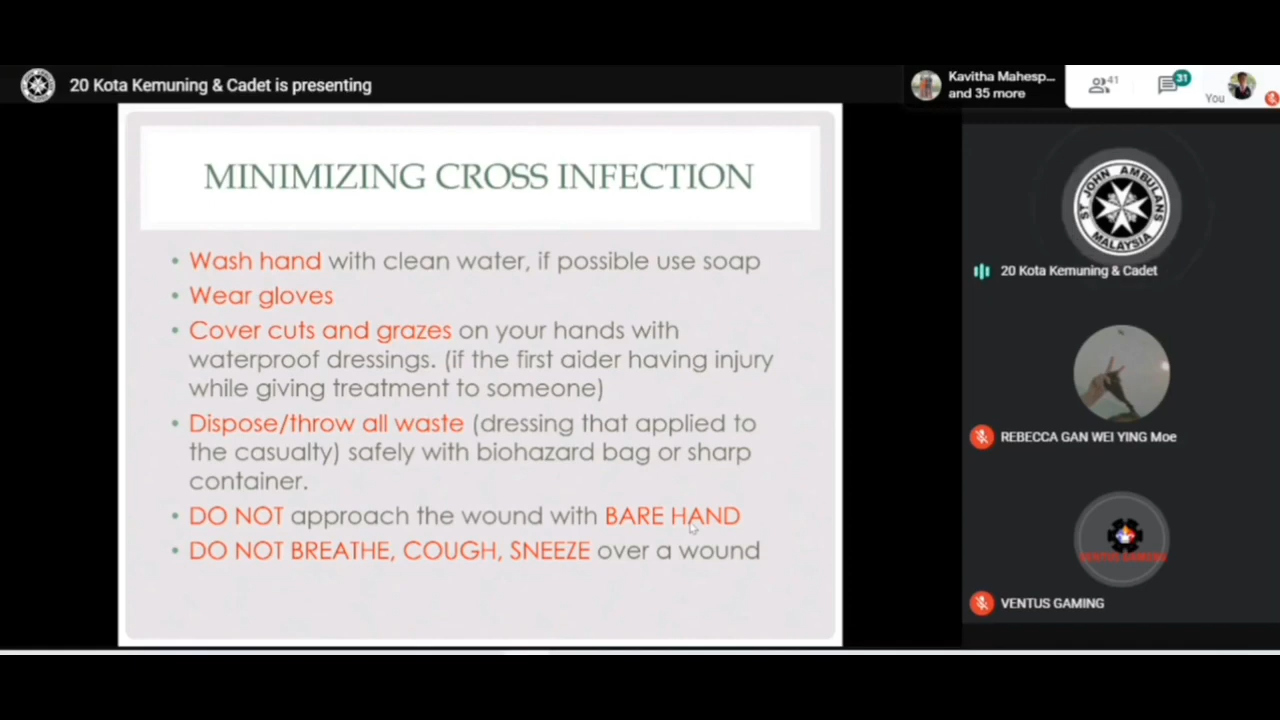 20 Kota Kemuning & Cadet is presenting
Kavitha Mahesp...
and 35 more
41
31
You
MINIMIZING CROSS INFECTION
• Wash hand with clean water, if possible use soap
• Wear gloves
• Cover cuts and grazes on your hands with
waterproof dressings. (if the first aider having injury
while giving treatment to someone)
• Dispose/throw all waste (dressing that applied to
the casualty) safely with biohazard bag or sharp
container.
• DO NOT approach the wound with BARE HAND
• DO NOT BREATHE, COUGH, SNEEZE over a wound
ST JOHN AMBULANS
MALAYSIA
20 Kota Kemuning & Cadet
REBECCA GAN WEI YING Moe
VENTUS GAMING
VENTUS GAMING